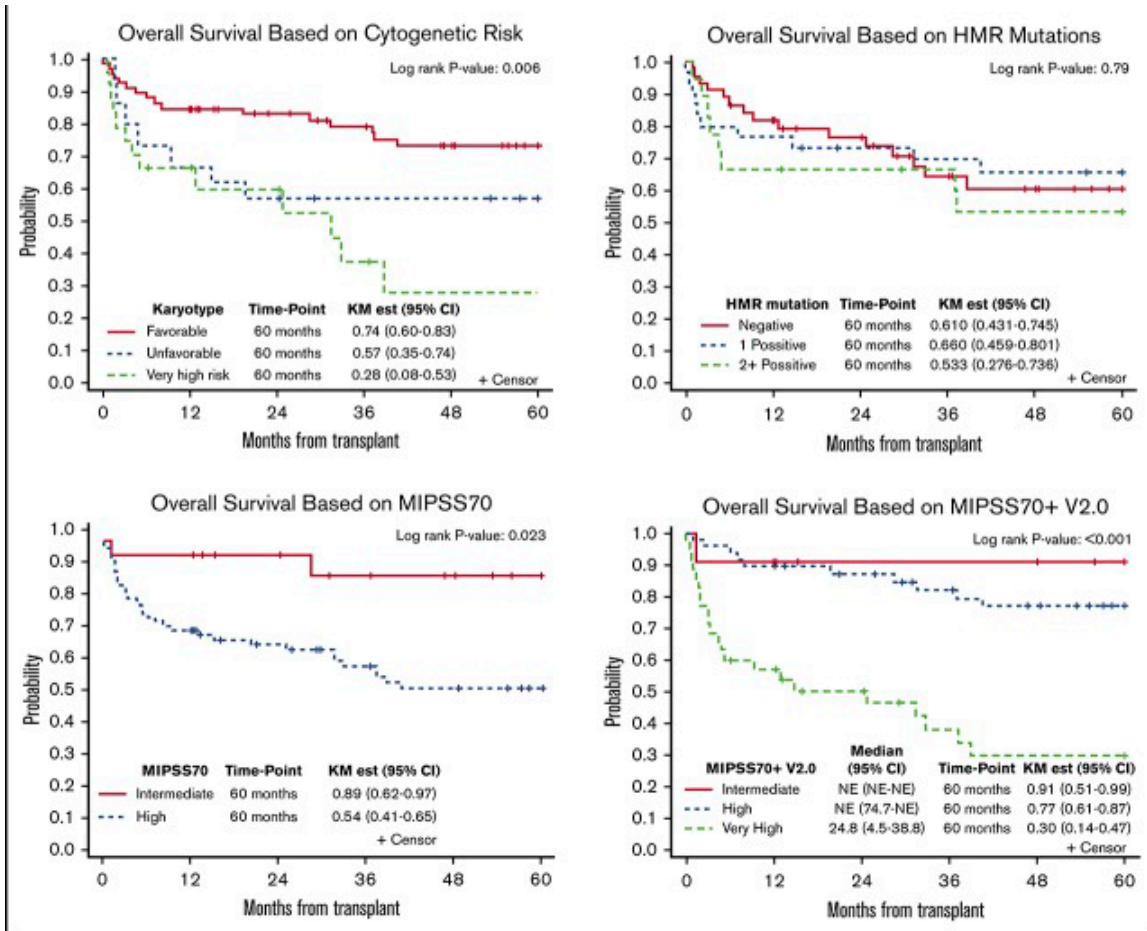 Overall Survival Based on Cytogenetic Risk
Log rank P-value: 0.006
Probability
1.0
0.9
0.8
0.7
0.6
0.5
0.4
0.3
0.2
0.1
0.0
Karyotype Time-Point KM est (95% CI)
Favorable 60 months 0.74 (0.60-0.83)
Unfavorable 60 months 0.57 (0.35-0.74)
Very high risk 60 months 0.28 (0.08-0.53)
+ Censor
0 12 24 36 48 60
Months from transplant
Overall Survival Based on HMR Mutations
Log rank P-value: 0.79
Probability
1.0
0.9
0.8
0.7
0.6
0.5
0.4
0.3
0.2
0.1
0.0
HMR mutation Time-Point KM est (95% CI)
Negative 60 months 0.610 (0.431-0.745)
1 Possitive 60 months 0.660 (0.459-0.801)
2+ Possitive 60 months 0.533 (0.276-0.736)
+ Censor
0 12 24 36 48 60
Months from transplant
Overall Survival Based on MIPSS70
Log rank P-value: 0.023
Probability
1.0
0.9
0.8
0.7
0.6
0.5
0.4
0.3
0.2
0.1
0.0
MIPSS70 Time-Point KM est (95% CI)
Intermediate 60 months 0.89 (0.62-0.97)
High 60 months 0.54 (0.41-0.65)
+ Censor
0 12 24 36 48 60
Months from transplant
Overall Survival Based on MIPSS70+ V2.0
Log rank P-value: <0.001
Probability
1.0
0.9
0.8
0.7
0.6
0.5
0.4
0.3
0.2
0.1
0.0
Median
MIPSS70+ V2.0 (95% CI) Time-Point KM est (95% CI)
Intermediate NE (NE-NE) 60 months 0.91 (0.51-0.99)
High NE (74.7-NE) 60 months 0.77 (0.61-0.87)
Very High 24.8 (4.5-38.8) 60 months 0.30 (0.14-0.47)
+ Censor
0 12 24 36 48 60
Months from transplant